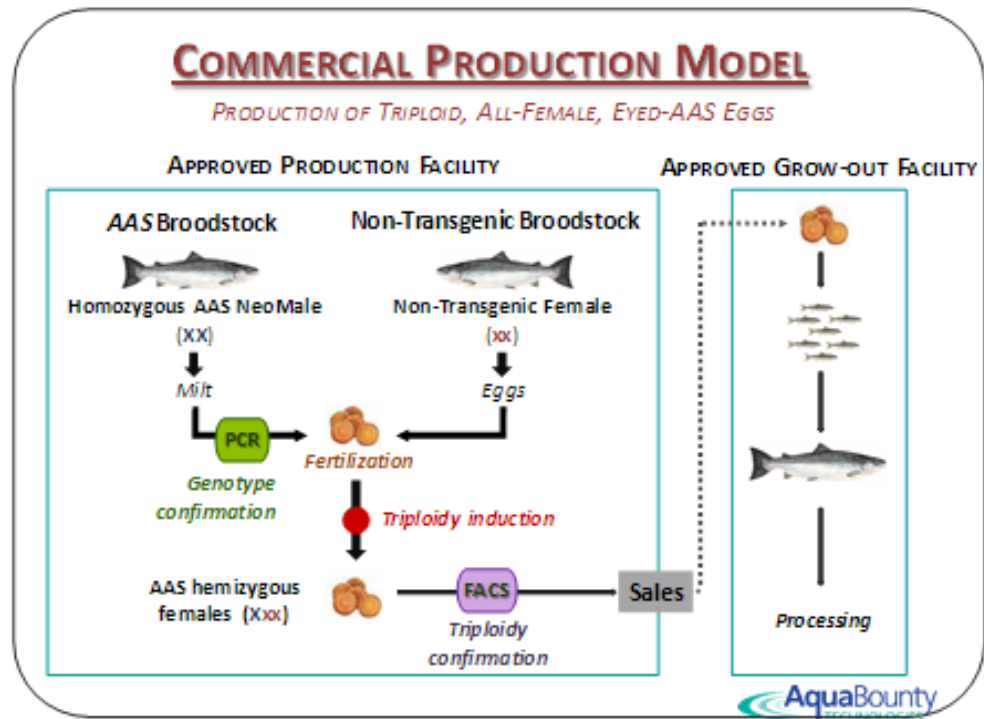 COMMERCIAL PRODUCTION MODEL
PRODUCTION OF TRIPLOID, ALL-FEMALE, EYED-AAS EGGS
APPROVED PRODUCTION FACILITY
APPROVED GROW-OUT FACILITY
AAS Broodstock
Non-Transgenic Broodstock
Homozygous AAS NeoMale
(XX)
Non-Transgenic Female
(xx)
Milt
Eggs
PCR
Fertilization
Genotype
confirmation
Triploidy induction
AAS hemizygous
females (Xxx)
FACS
Triploidy
confirmation
Sales
Processing
AquaBounty
TECHNOLOGIES